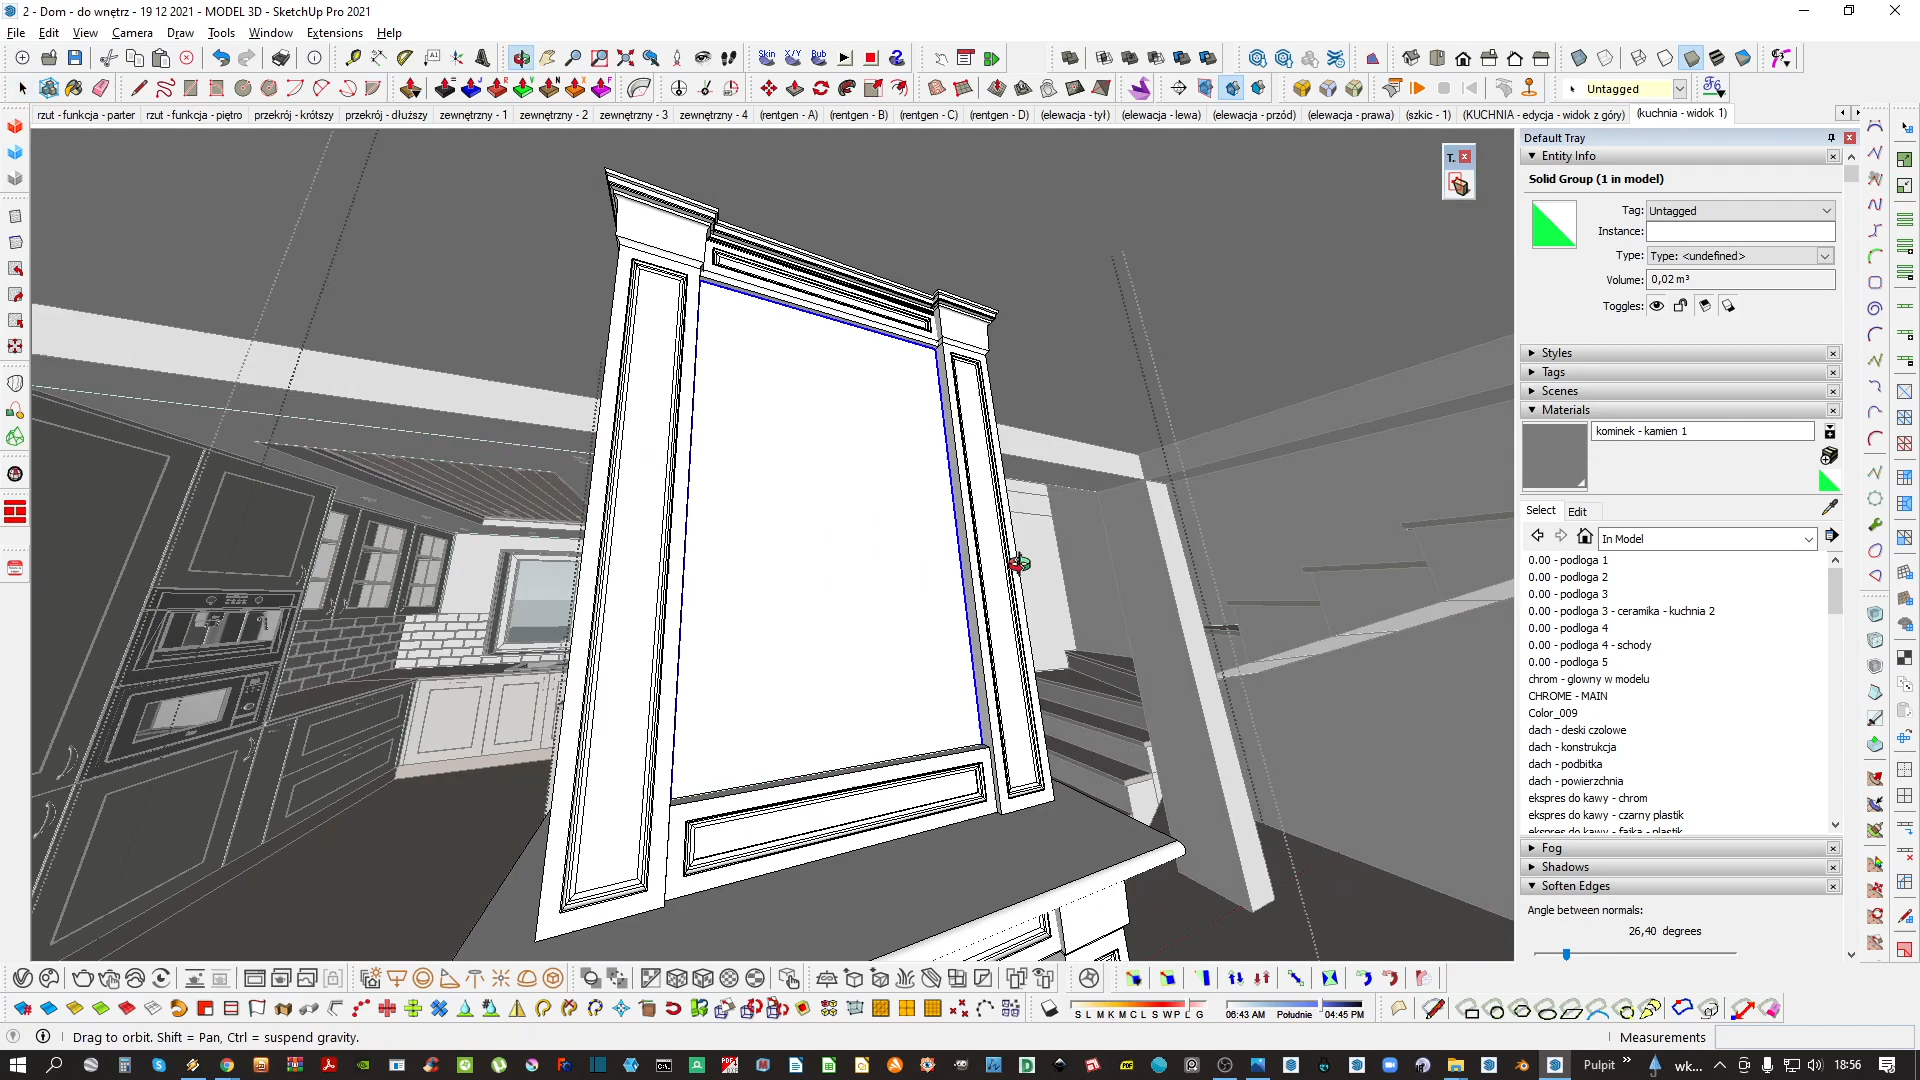 2 - Dom - do wnętrz - 19 12 2021 - MODEL 3D - SketchUp Pro 2021
File Edit View Camera Draw Tools Window Extensions Help
Skin X/Y Bub
Untagged
rzut - funkcja - parter rzut - funkcja - piętro przekrój - krótszy przekrój - dłuższy zewnętrzny - 1 zewnętrzny - 2 zewnętrzny - 3 zewnętrzny - 4 (rentgen - A) (rentgen - B) (rentgen - C) (rentgen - D) (elewacja - tył) (elewacja - lewa) (elewacja - przód) (elewacja - prawa) (szkic - 1) (KUCHNIA - edycja - widok z góry) (kuchnia - widok 1)
T.
Default Tray
Entity Info
Solid Group (1 in model)
Tag: Untagged
Instance:
Type: Type: <undefined>
Volume: 0,02 m³
Toggles:
Styles
Tags
Scenes
Materials
kominek - kamien 1
Select Edit
In Model
0.00 - podloga 1
0.00 - podloga 2
0.00 - podloga 3
0.00 - podloga 3 - ceramika - kuchnia 2
0.00 - podloga 4
0.00 - podloga 4 - schody
0.00 - podloga 5
chrom - glowny w modelu
CHROME - MAIN
Color_009
dach - deski czolowe
dach - konstrukcja
dach - podbitka
dach - powierzchnia
ekspres do kawy - chrom
ekspres do kawy - czarny plastik
ekspres do kawy - fajka - plastik
Fog
Shadows
Soften Edges
Angle between normals:
26,40 degrees
06:43 AM Południe 04:45 PM
Drag to orbit. Shift = Pan, Ctrl = suspend gravity.
Measurements
Pulpit
wk...
18:56